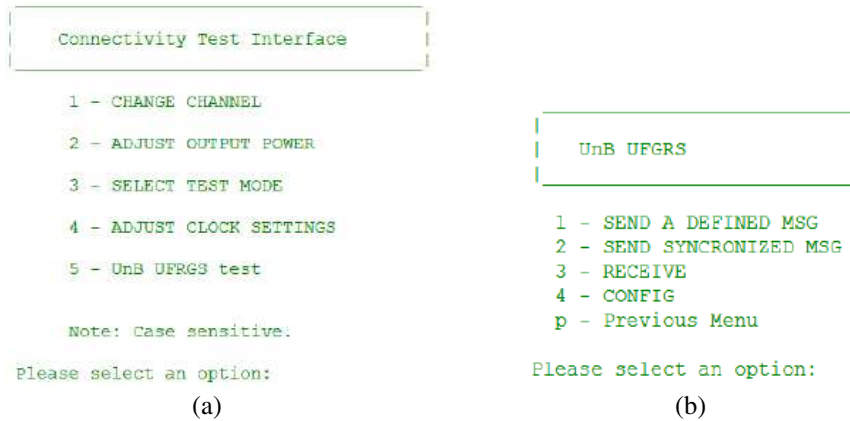 Connectivity Test Interface
1 - CHANGE CHANNEL
2 - ADJUST OUTPUT POWER
3 - SELECT TEST MODE
4 - ADJUST CLOCK SETTINGS
5 - UnB UFRGS test
Note: Case sensitive.
Please select an option:
(a)
UnB UFGRS
1 - SEND A DEFINED MSG
2 - SEND SYNCRONIZED MSG
3 - RECEIVE
4 - CONFIG
p - Previous Menu
Please select an option:
(b)